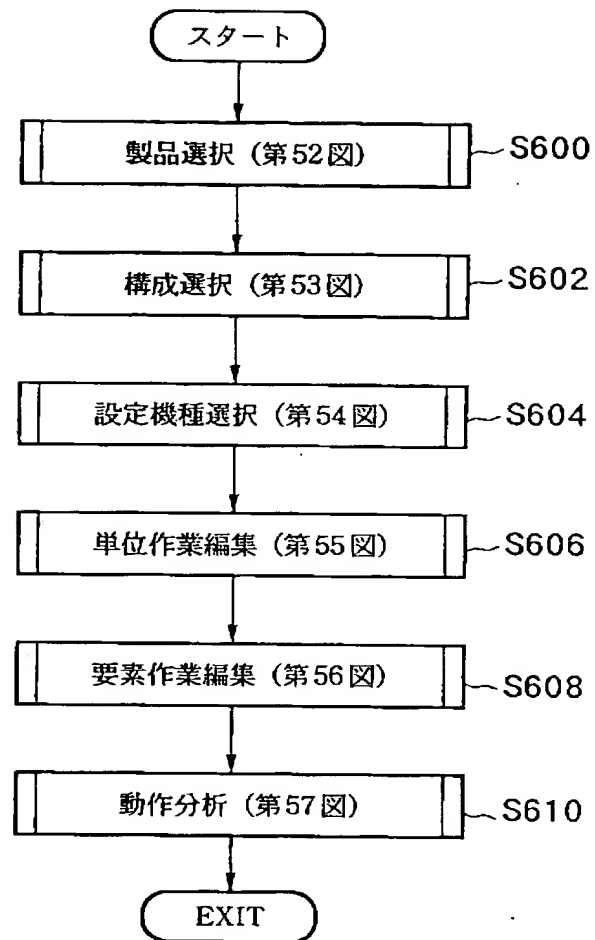 スタート
製品選択（第52図） S600
構成選択（第53図） S602
設定機種選択（第54図） S604
単位作業編集（第55図） S606
要素作業編集（第56図） S608
動作分析（第57図） S610
EXIT